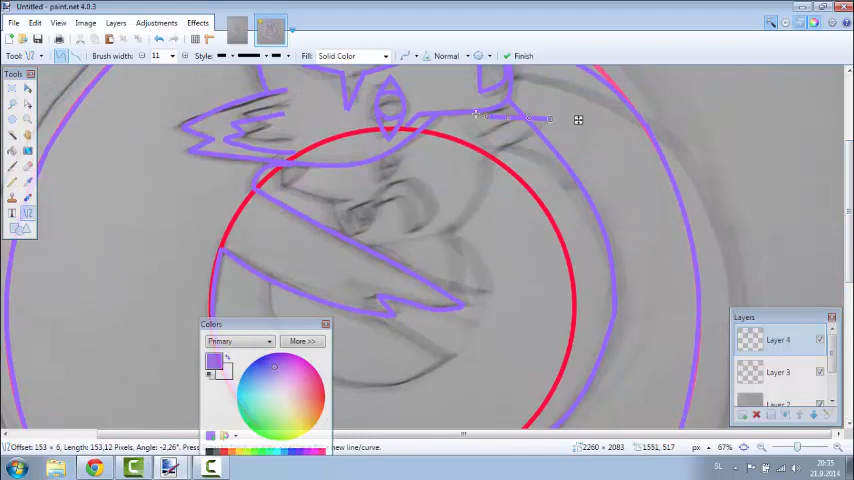 Untitled - paint.net 4.0.3
File Edit View Image Layers Adjustments Effects
Tool: Brush width: 11 Style: Fill: Solid Color Normal Finish
Tools
T
Colors
Primary More >>
Layers
Layer 4
Layer 3
Layer 2
Offset: 153 × 6, Length: 153,12 Pixels, Angle: -2,26°. new line/curve. 2260 × 2083 1551, 517 px 67%
SL 20:35
21.9.2014